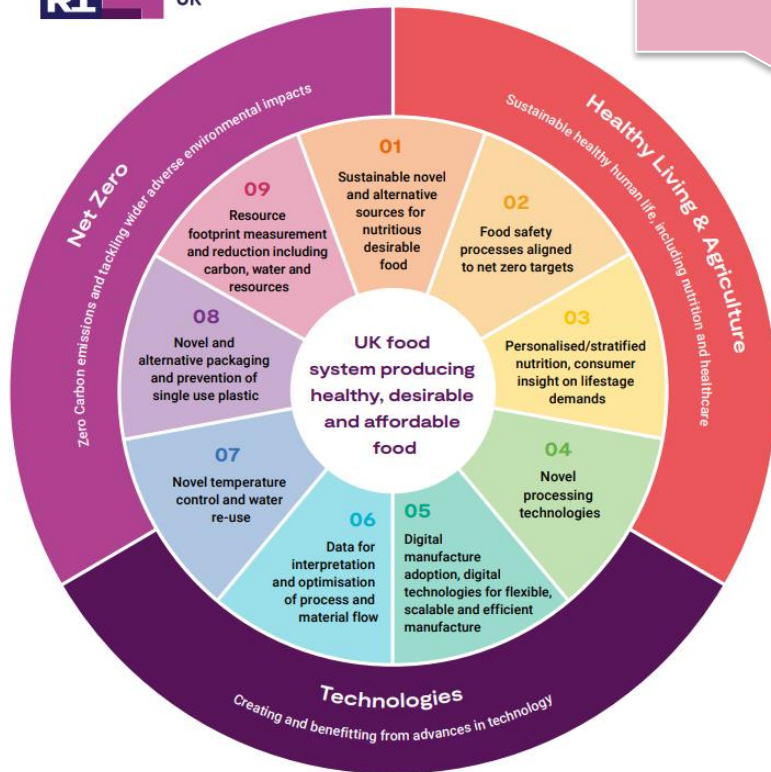 RI
UK
Net Zero
Zero Carbon emissions and tackling wider adverse environmental impacts
Healthy Living & Agriculture
Sustainable healthy human life, including nutrition and healthcare
Technologies
Creating and benefitting from advances in technology
01
Sustainable novel
and alternative
sources for
nutritious
desirable
food
02
Food safety
processes aligned
to net zero targets
03
Personalised/stratified
nutrition, consumer
insight on lifestage
demands
04
Novel
processing
technologies
05
Digital
manufacture
adoption, digital
technologies for flexible,
scalable and efficient
manufacture
06
Data for
interpretation
and optimisation
of process and
material flow
07
Novel temperature
control and water
re-use
08
Novel and
alternative packaging
and prevention of
single use plastic
09
Resource
footprint measurement
and reduction including
carbon, water and
resources
UK food
system producing
healthy, desirable
and affordable
food